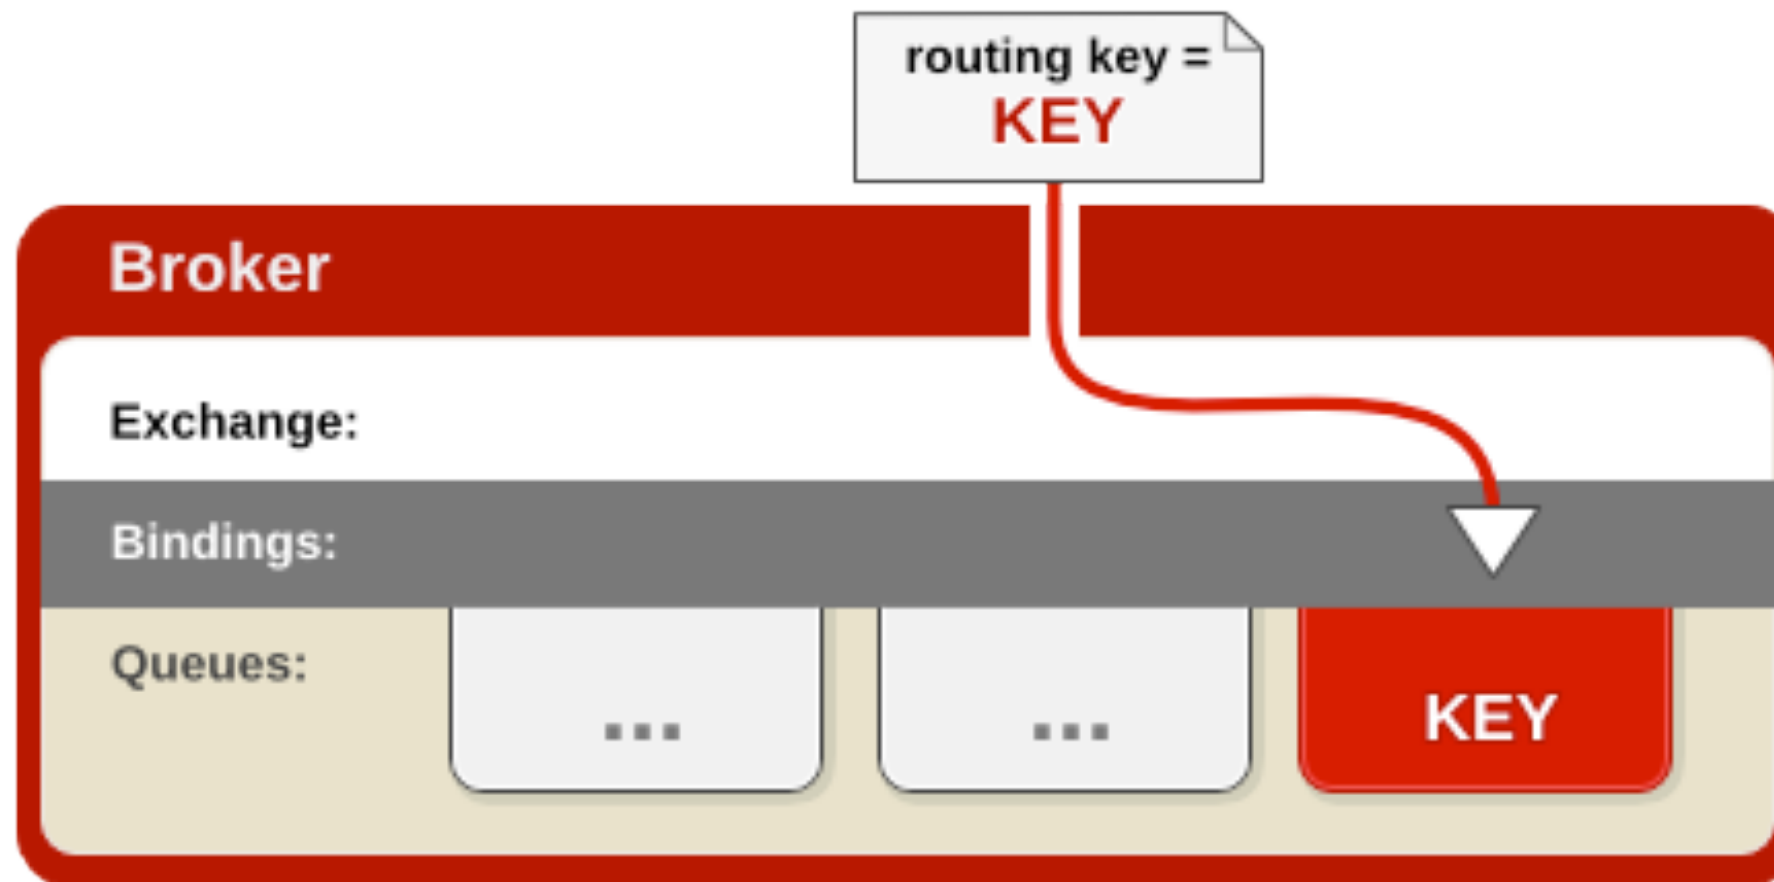 routing key =
KEY
Broker
Exchange:
Bindings:
Queues:
...
...
KEY